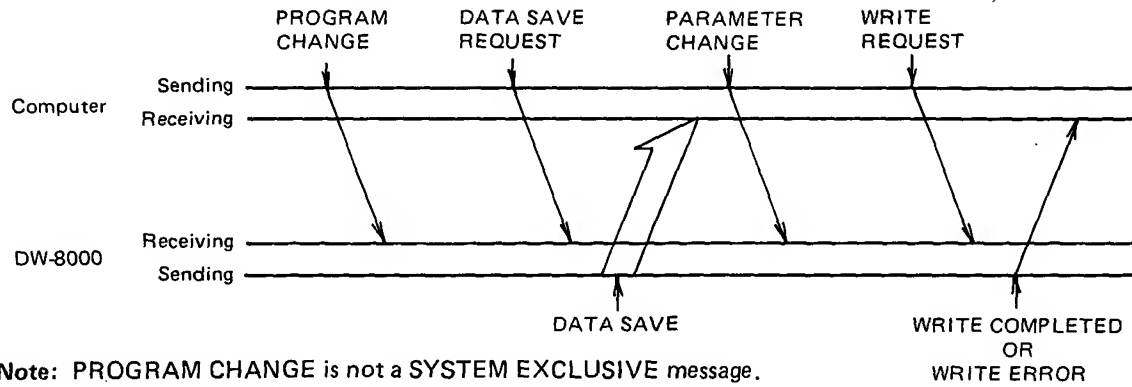 PROGRAM CHANGE
DATA SAVE REQUEST
PARAMETER CHANGE
WRITE REQUEST
Computer
Sending
Receiving
DW-8000
Receiving
Sending
DATA SAVE
WRITE COMPLETED
OR
WRITE ERROR
Note: PROGRAM CHANGE is not a SYSTEM EXCLUSIVE message.